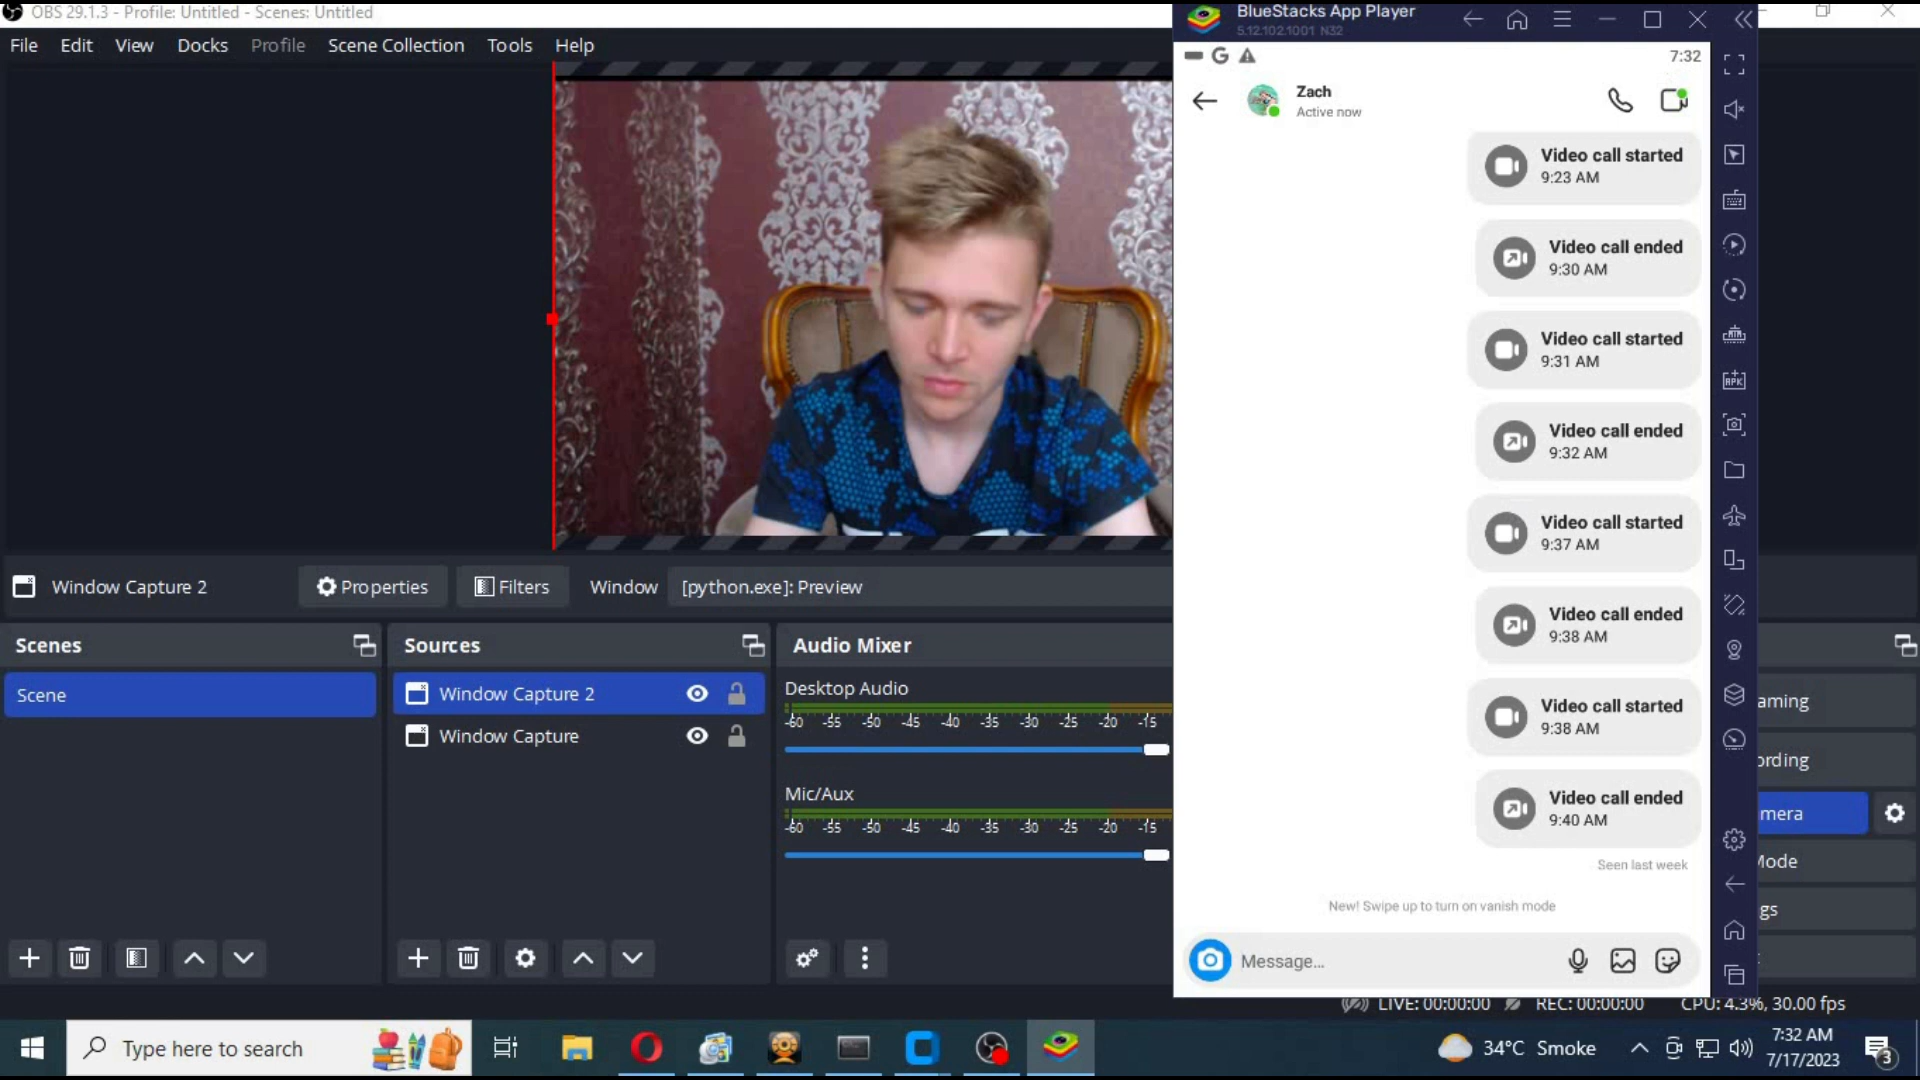 OBS 29.1.3 - Profile: Untitled - Scenes: Untitled
File Edit View Docks Profile Scene Collection Tools Help
BlueStacks App Player
5.12.102.1001 N32
7:32
Zach
Active now
Video call started
9:23 AM
Video call ended
9:30 AM
Video call started
9:31 AM
Video call ended
9:32 AM
Video call started
9:37 AM
Video call ended
9:38 AM
Video call started
9:38 AM
Video call ended
9:40 AM
Seen last week
New! Swipe up to turn on vanish mode
Message...
Window Capture 2 Properties Filters Window [python.exe]: Preview
Scenes
Scene
Sources
Window Capture 2
Window Capture
Audio Mixer
Desktop Audio
-60 -55 -50 -45 -40 -35 -30 -25 -20 -15
Mic/Aux
-60 -55 -50 -45 -40 -35 -30 -25 -20 -15
aming
ording
mera
Mode
gs
LIVE: 00:00:00 REC: 00:00:00 CPU: 4.3%, 30.00 fps
Type here to search
34°C Smoke
7:32 AM
7/17/2023
3